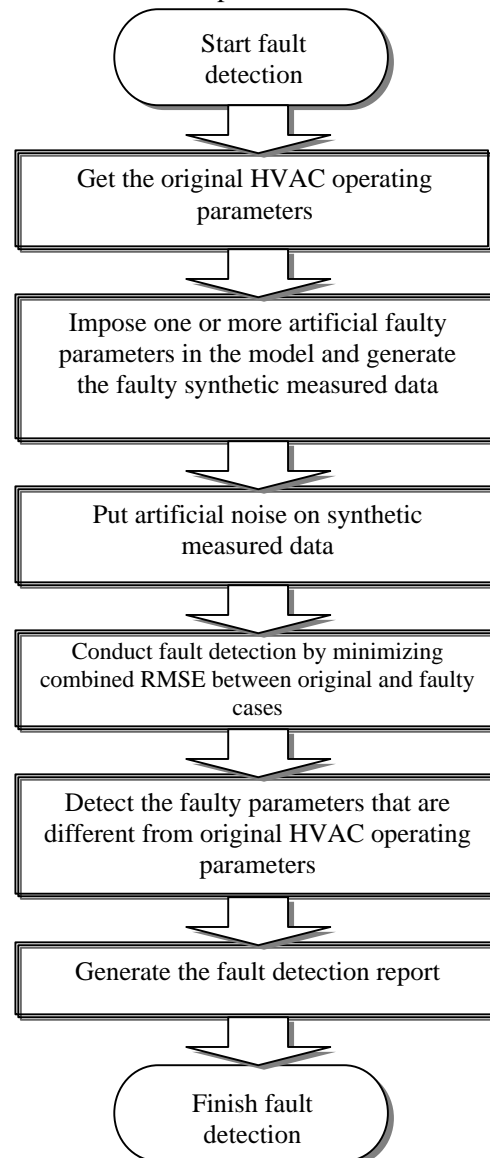 Start fault
detection
Get the original HVAC operating
parameters
Impose one or more artificial faulty
parameters in the model and generate
the faulty synthetic measured data
Put artificial noise on synthetic
measured data
Conduct fault detection by minimizing
combined RMSE between original and faulty
cases
Detect the faulty parameters that are
different from original HVAC operating
parameters
Generate the fault detection report
Finish fault
detection